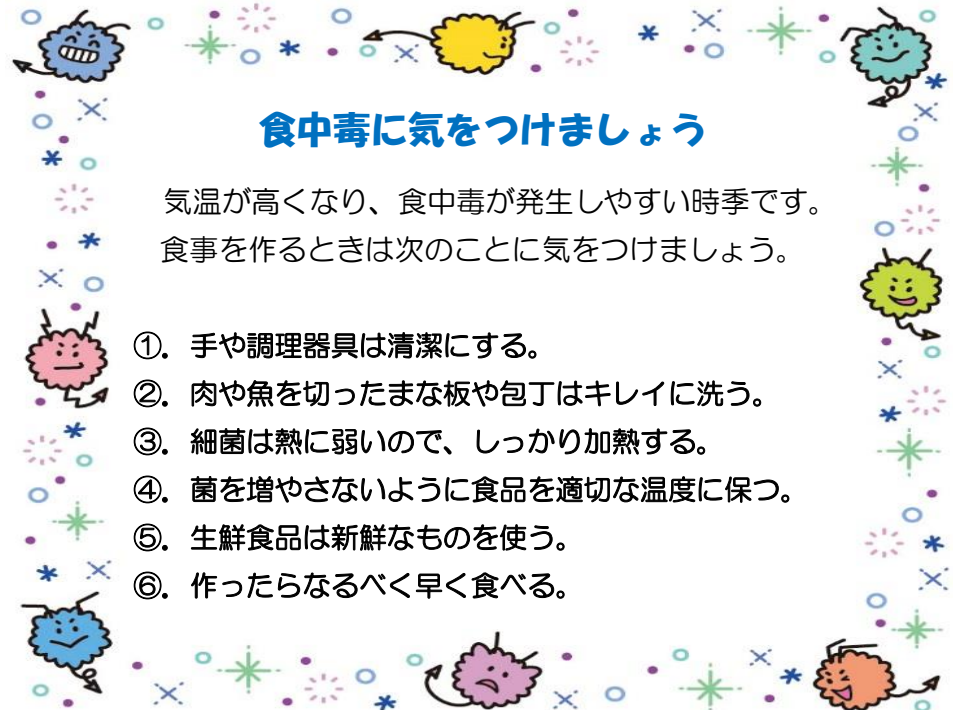 食中毒に気をつけましょう
気温が高くなり、食中毒が発生しやすい時季です。
食事を作るときは次のことに気をつけましょう。
①．手や調理器具は清潔にする。
②．肉や魚を切ったまな板や包丁はキレイに洗う。
③．細菌は熱に弱いので、しっかり加熱する。
④．菌を増やさないように食品を適切な温度に保つ。
⑤．生鮮食品は新鮮なものを使う。
⑥．作ったらなるべく早く食べる。